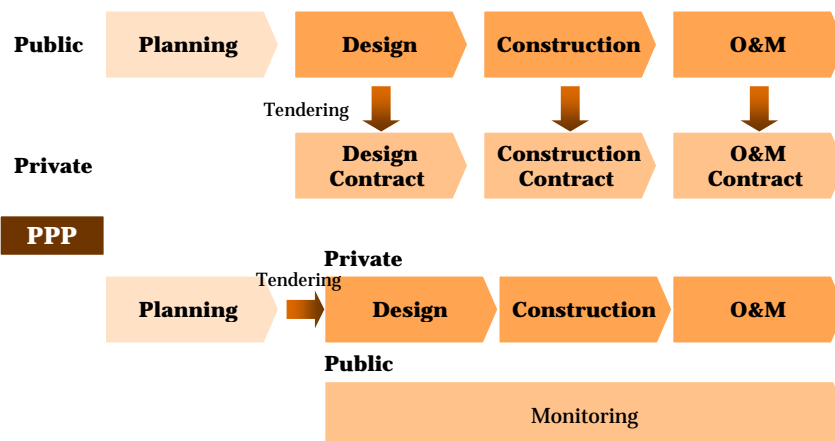 Public
Planning
Design
Construction
O&M
Tendering
Private
Design
Contract
Construction
Contract
O&M
Contract
PPP
Private
Tendering
Planning
Design
Construction
O&M
Public
Monitoring